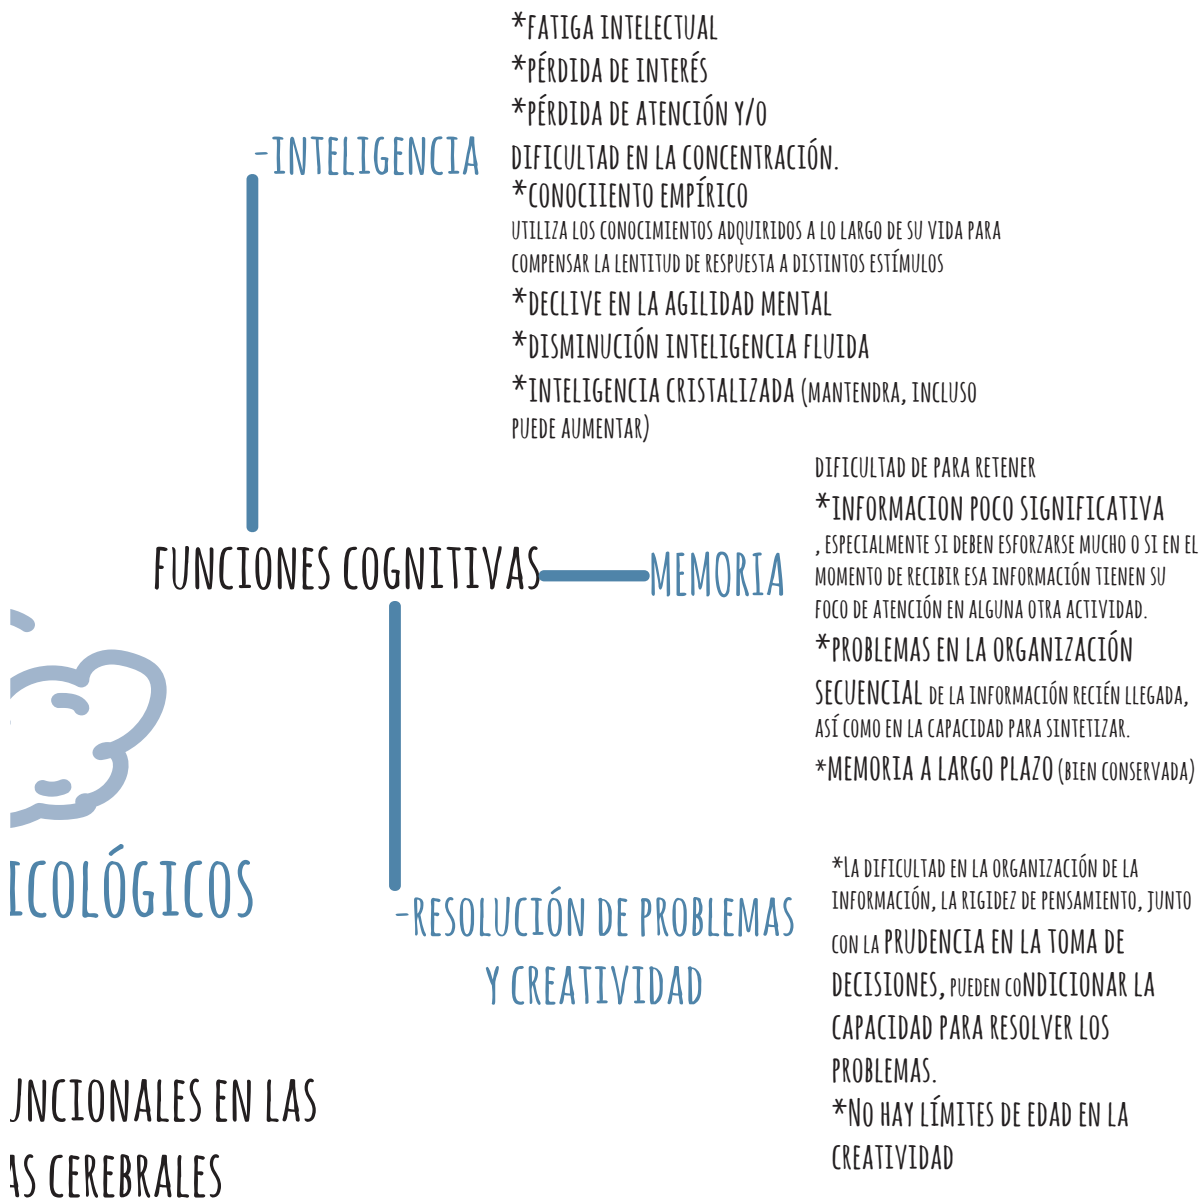 *FATIGA INTELECTUAL
*PÉRDIDA DE INTERÉS
*PÉRDIDA DE ATENCIÓN Y/O
DIFICULTAD EN LA CONCENTRACIÓN.
-INTELIGENCIA
*CONOCIIENTO EMPÍRICO
UTILIZA LOS CONOCIMIENTOS ADQUIRIDOS A LO LARGO DE SU VIDA PARA
COMPENSAR LA LENTITUD DE RESPUESTA A DISTINTOS ESTÍMULOS
*DECLIVE EN LA AGILIDAD MENTAL
*DISMINUCIÓN INTELIGENCIA FLUIDA
*INTELIGENCIA CRISTALIZADA (MANTENDRA, INCLUSO
PUEDE AUMENTAR)
FUNCIONES COGNITIVAS
MEMORIA
DIFICULTAD DE PARA RETENER
*INFORMACION POCO SIGNIFICATIVA
, ESPECIALMENTE SI DEBEN ESFORZARSE MUCHO O SI EN EL
MOMENTO DE RECIBIR ESA INFORMACIÓN TIENEN SU
FOCO DE ATENCIÓN EN ALGUNA OTRA ACTIVIDAD.
*PROBLEMAS EN LA ORGANIZACIÓN
SECUENCIAL DE LA INFORMACIÓN RECIÉN LLEGADA,
ASÍ COMO EN LA CAPACIDAD PARA SINTETIZAR.
*MEMORIA A LARGO PLAZO (BIEN CONSERVADA)
ICOLÓGICOS
-RESOLUCIÓN DE PROBLEMAS
Y CREATIVIDAD
*LA DIFICULTAD EN LA ORGANIZACIÓN DE LA
INFORMACIÓN, LA RIGIDEZ DE PENSAMIENTO, JUNTO
CON LA PRUDENCIA EN LA TOMA DE
DECISIONES, PUEDEN CONDICIONAR LA
CAPACIDAD PARA RESOLVER LOS
PROBLEMAS.
*NO HAY LÍMITES DE EDAD EN LA
CREATIVIDAD
UNCIONALES EN LAS
AS CEREBRALES